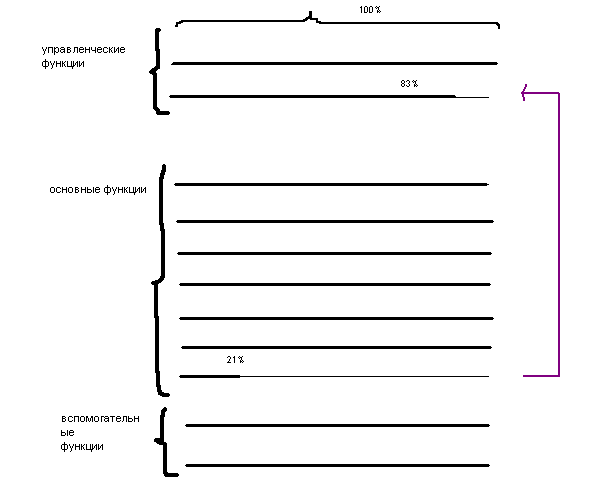 100%
управленческие
функции
83%
основные функции
21%
вспомогательн
ые
функции